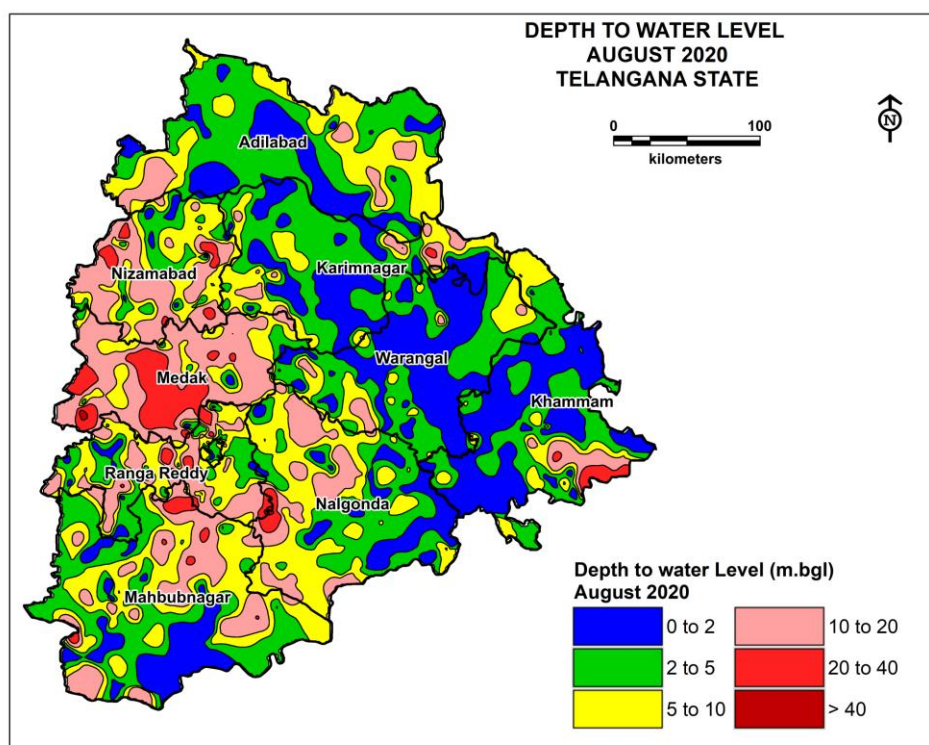 DEPTH TO WATER LEVEL
AUGUST 2020
TELANGANA STATE
0 100
kilometers
N
Adilabad
Nizamabad
Karimnagar
Medak
Warangal
Khammam
Ranga Reddy
Nalgonda
Mahbubnagar
Depth to water Level (m.bgl)
August 2020
0 to 2 10 to 20
2 to 5 20 to 40
5 to 10 > 40